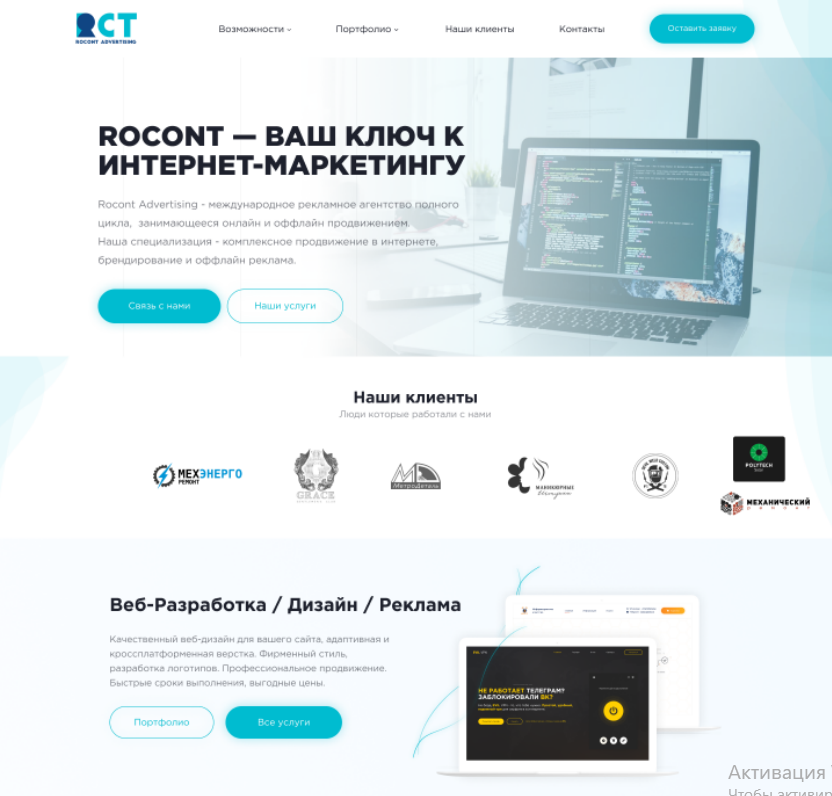 RCT
ROCONT ADVERTISING
Возможности
Портфолио
Наши клиенты
Контакты
Оставить заявку
ROCONT — ВАШ КЛЮЧ К
ИНТЕРНЕТ-МАРКЕТИНГУ
Rocont Advertising - международное рекламное агентство полного
цикла, занимающееся онлайн и оффлайн продвижением.
Наша специализация - комплексное продвижение в интернете,
брендирование и оффлайн реклама.
Связь с нами
Наши услуги
Наши клиенты
Люди которые работали с нами
МЕХЭНЕРГО
РЕМОНТ
GRACE
МетроДеталь
МАНИКЮРНЫЕ
POLYTECH
МЕХАНИЧЕСКИЙ
ремонт
Веб-Разработка / Дизайн / Реклама
Качественный веб-дизайн для вашего сайта, адаптивная и
кроссплатформенная верстка. Фирменный стиль,
разработка логотипов. Профессиональное продвижение.
Быстрые сроки выполнения, выгодные цены.
Портфолио
Все услуги
НЕ РАБОТАЕТ ТЕЛЕГРАМ?
ЗАБЛОКИРОВАЛИ ВК?
Активация
Чтобы активир